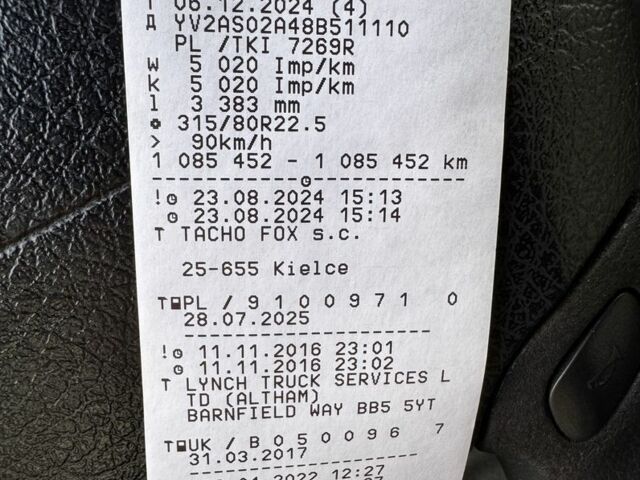 T 06.12.2024 (4)
Д YV2AS02A48B511110
PL /TKI 7269R
w 5 020 Imp/km
k 5 020 Imp/km
l 3 383 mm
315/80R22.5
> 90km/h
1 085 452 - 1 085 452 km
!
23.08.2024 15:13
23.08.2024 15:14
T TACHO FOX s.c.
25-655 Kielce
T PL / 9 1 0 0 9 7 1 0
28.07.2025
! 11.11.2016 23:01
11.11.2016 23:02
T LYNCH TRUCK SERVICES L
TD (ALTHAM)
BARNFIELD WAY BB5 5YT
T UK / B 0 5 0 0 9 6 7
31.03.2017
2022 12:27